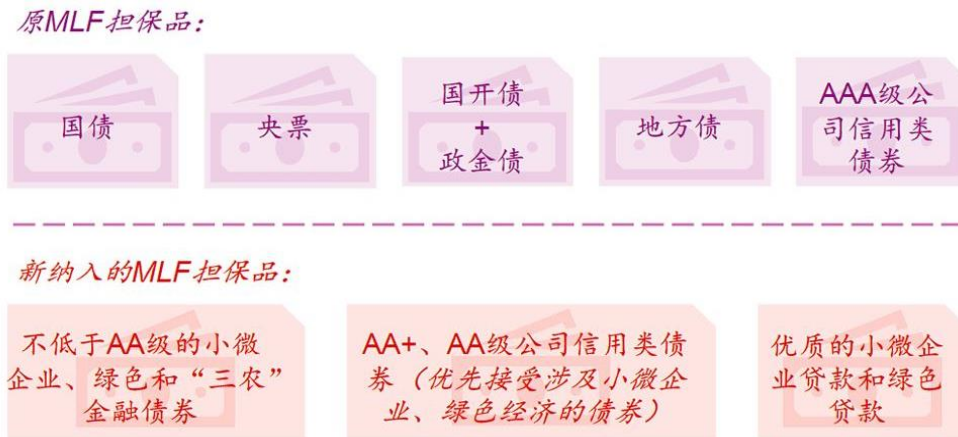 原MLF担保品：
国债
央票
国开债
+
政金债
地方债
AAA级公
司信用类
债券
新纳入的MLF担保品：
不低于AA级的小微
企业、绿色和“三农”
金融债券
AA+、AA级公司信用类债
券（优先接受涉及小微企
业、绿色经济的债券）
优质的小微企
业贷款和绿色
贷款